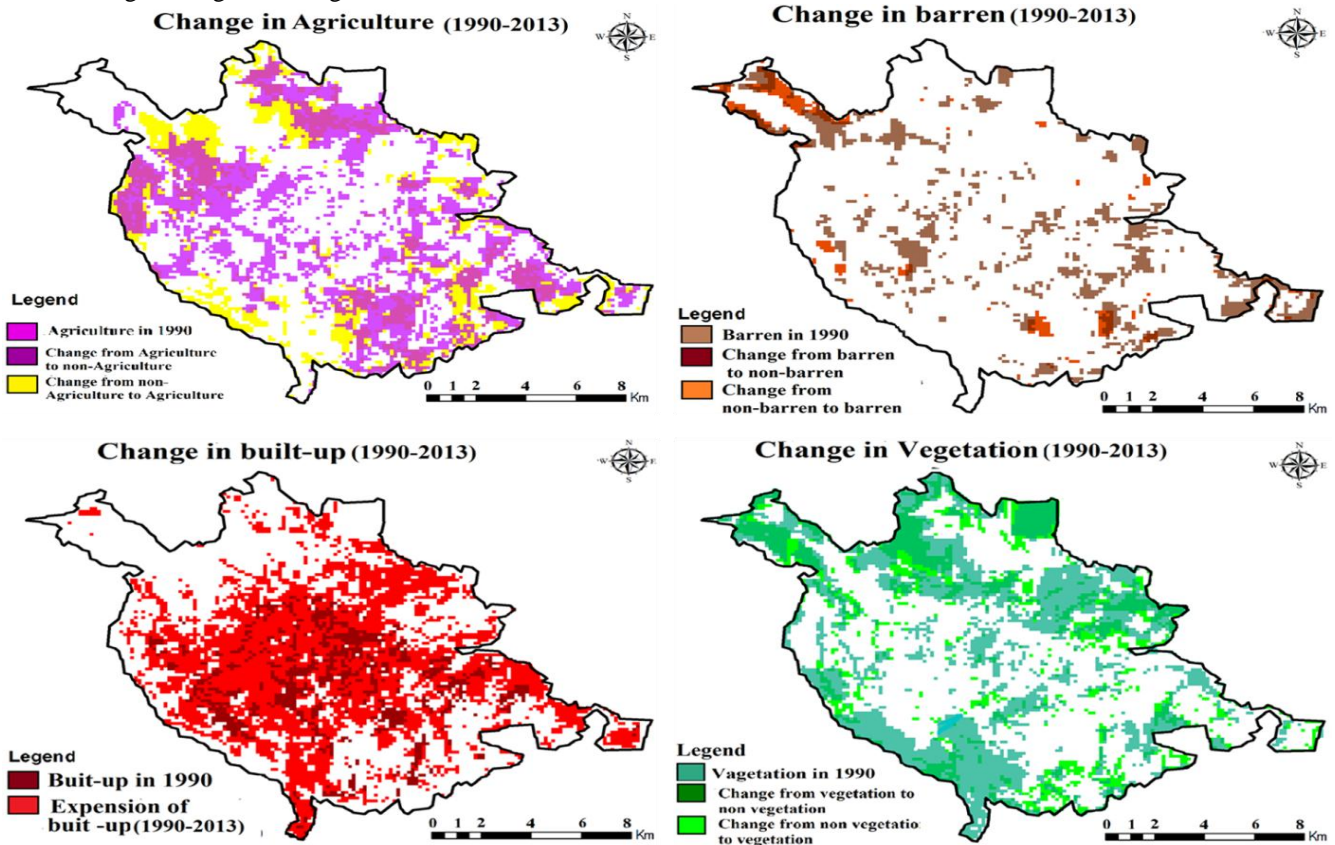 Change in Agriculture (1990-2013)
N
W E
S
Legend
Agriculture in 1990
Change from Agriculture
to non-Agriculture
Change from non-
Agriculture to Agriculture
0 1 2 4 6 8
Km
Change in barren (1990-2013)
N
W E
S
Legend
Barren in 1990
Change from barren
to non-barren
Change from
non-barren to barren
0 1 2 4 6 8
Km
Change in built-up (1990-2013)
N
W E
S
Legend
Buit-up in 1990
Expension of
buit -up (1990-2013)
0 1 2 4 6 8
Km
Change in Vegetation (1990-2013)
N
W E
S
Legend
Vagetation in 1990
Change from vegetation to
non vegetation
Change from non vegetatio
to vegetation
0 1 2 4 6 8
Km